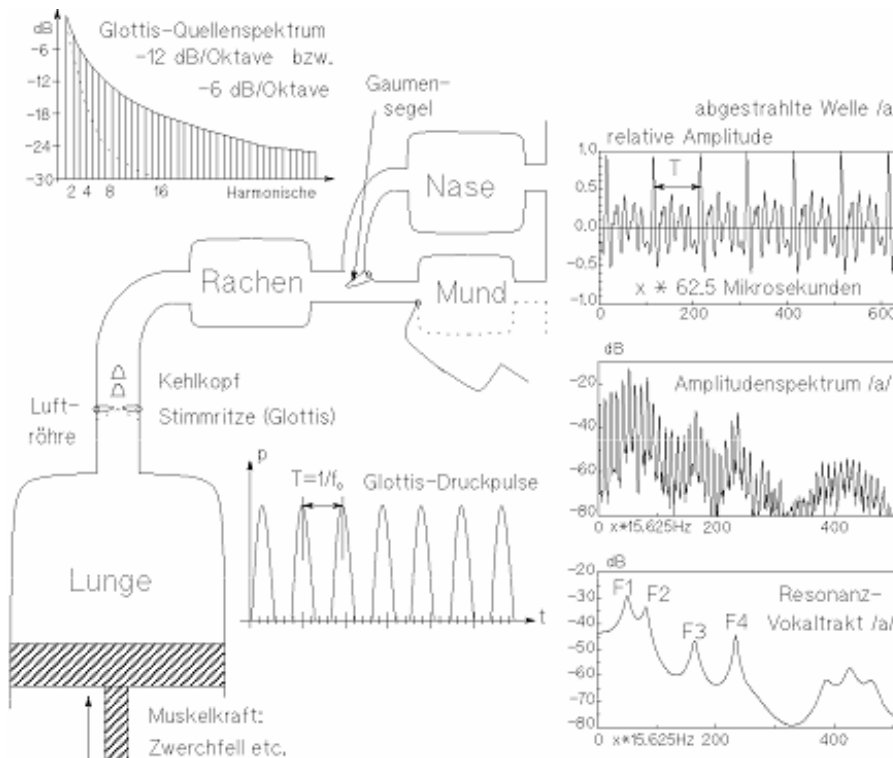 dB
Glottis-Quellenspektrum
-12 dB/Oktave bzw.
-6 dB/Oktave
-6
-12
-18
-24
-30
2 4 8 16 Harmonische
Gaumen-
segel
Nase
Rachen
Mund
Kehlkopf
Stimmritze (Glottis)
Luft-
röhre
Lunge
Muskelkraft:
Zwerchfell etc.
p
T=1/f₀
Glottis-Druckpulse
t
abgestrahlte Welle /a
relative Amplitude
1.0
T
0.5
0.0
-0.5
-1.0
x * 62.5 Mikrosekunden
0 200 400 600
dB
Amplitudenspektrum /a/
-20
-40
-60
-80
0 x*15.625Hz 200 400
dB
-20
F1 F2
Resonanz-
Vokaltrakt /a/
-30
-40
F3 F4
-50
-60
-70
-80
0 x*15.625Hz 200 400